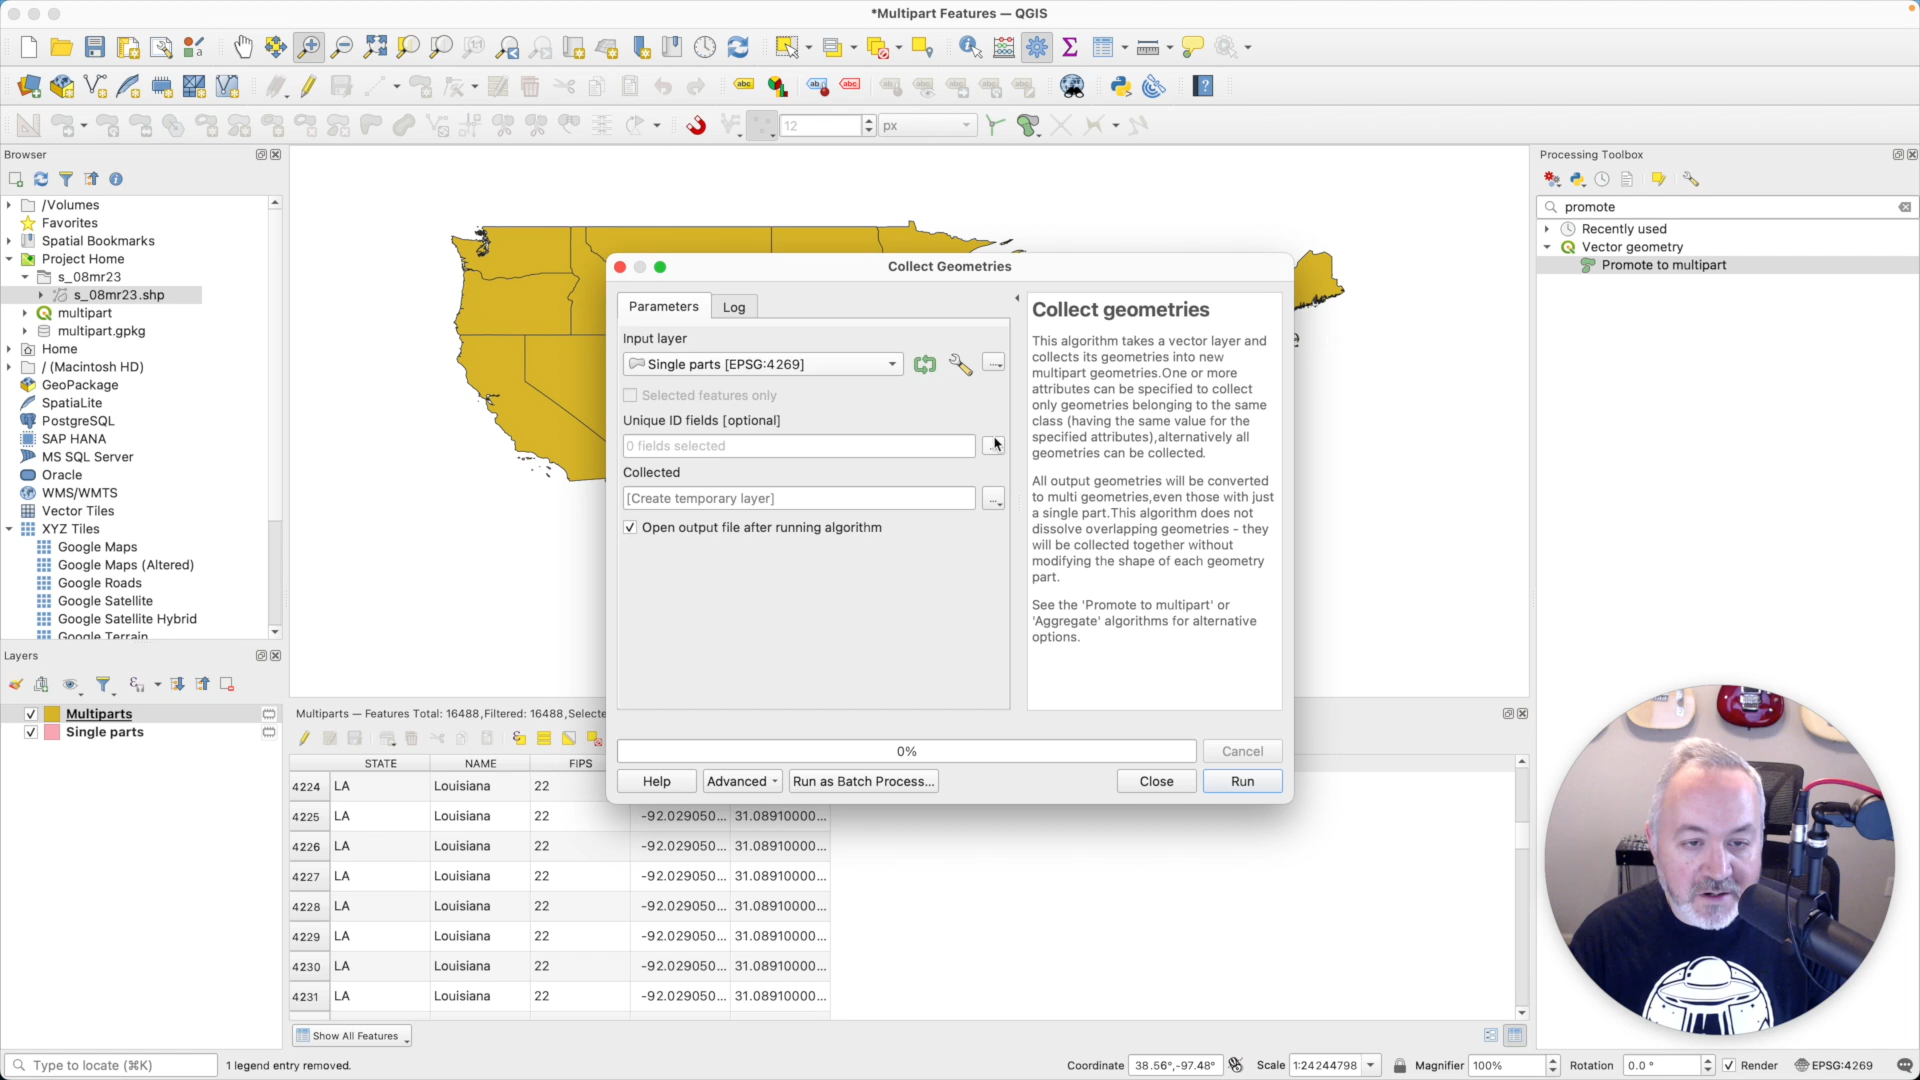 *Multipart Features — QGIS
12
px
Browser
/Volumes
Favorites
Spatial Bookmarks
Project Home
s_08mr23
s_08mr23.shp
multipart
multipart.gpkg
Home
/ (Macintosh HD)
GeoPackage
SpatiaLite
PostgreSQL
SAP HANA
MS SQL Server
Oracle
WMS/WMTS
Vector Tiles
XYZ Tiles
Google Maps
Google Maps (Altered)
Google Roads
Google Satellite
Google Satellite Hybrid
Google Terrain
Layers
Multiparts
Single parts
Collect Geometries
Parameters
Log
Input layer
Single parts [EPSG:4269]
Selected features only
Unique ID fields [optional]
0 fields selected
Collected
[Create temporary layer]
Open output file after running algorithm
Collect geometries
This algorithm takes a vector layer and
collects its geometries into new
multipart geometries.One or more
attributes can be specified to collect
only geometries belonging to the same
class (having the same value for the
specified attributes),alternatively all
geometries can be collected.
All output geometries will be converted
to multi geometries,even those with just
a single part.This algorithm does not
dissolve overlapping geometries - they
will be collected together without
modifying the shape of each geometry
part.
See the 'Promote to multipart' or
'Aggregate' algorithms for alternative
options.
0%
Cancel
Help
Advanced
Run as Batch Process...
Close
Run
Multiparts — Features Total: 16488,Filtered: 16488,Selecte
STATE NAME FIPS
4224 LA Louisiana 22
4225 LA Louisiana 22 -92.029050... 31.08910000...
4226 LA Louisiana 22 -92.029050... 31.08910000...
4227 LA Louisiana 22 -92.029050... 31.08910000...
4228 LA Louisiana 22 -92.029050... 31.08910000...
4229 LA Louisiana 22 -92.029050... 31.08910000...
4230 LA Louisiana 22 -92.029050... 31.08910000...
4231 LA Louisiana 22 -92.029050... 31.08910000...
Show All Features
Processing Toolbox
promote
Recently used
Vector geometry
Promote to multipart
Type to locate (⌘K)
1 legend entry removed.
Coordinate 38.56°,-97.48°
Scale 1:24244798
Magnifier 100%
Rotation 0.0 °
Render
EPSG:4269